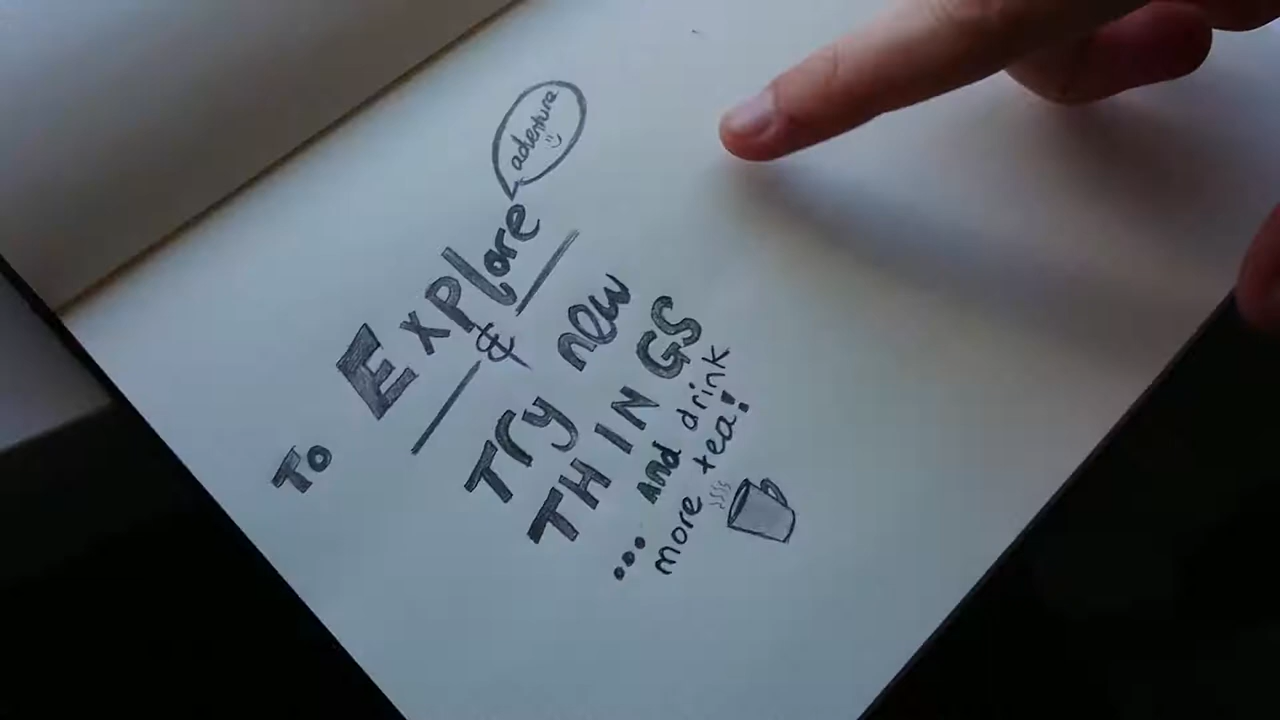 adventure
To Explore
&
Try new
THINGS
... and drink
more tea!